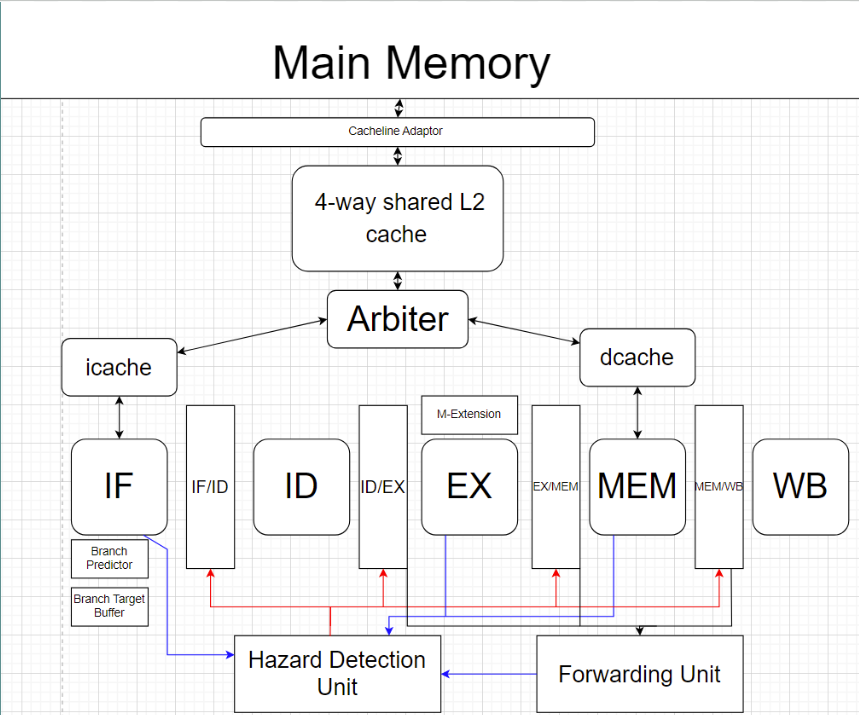 Main Memory
Cacheline Adaptor
4-way shared L2
cache
Arbiter
icache
dcache
M-Extension
IF
IF/ID
ID
ID/EX
EX
EX/MEM
MEM
MEM/WB
WB
Branch
Predictor
Branch Target
Buffer
Hazard Detection
Unit
Forwarding Unit